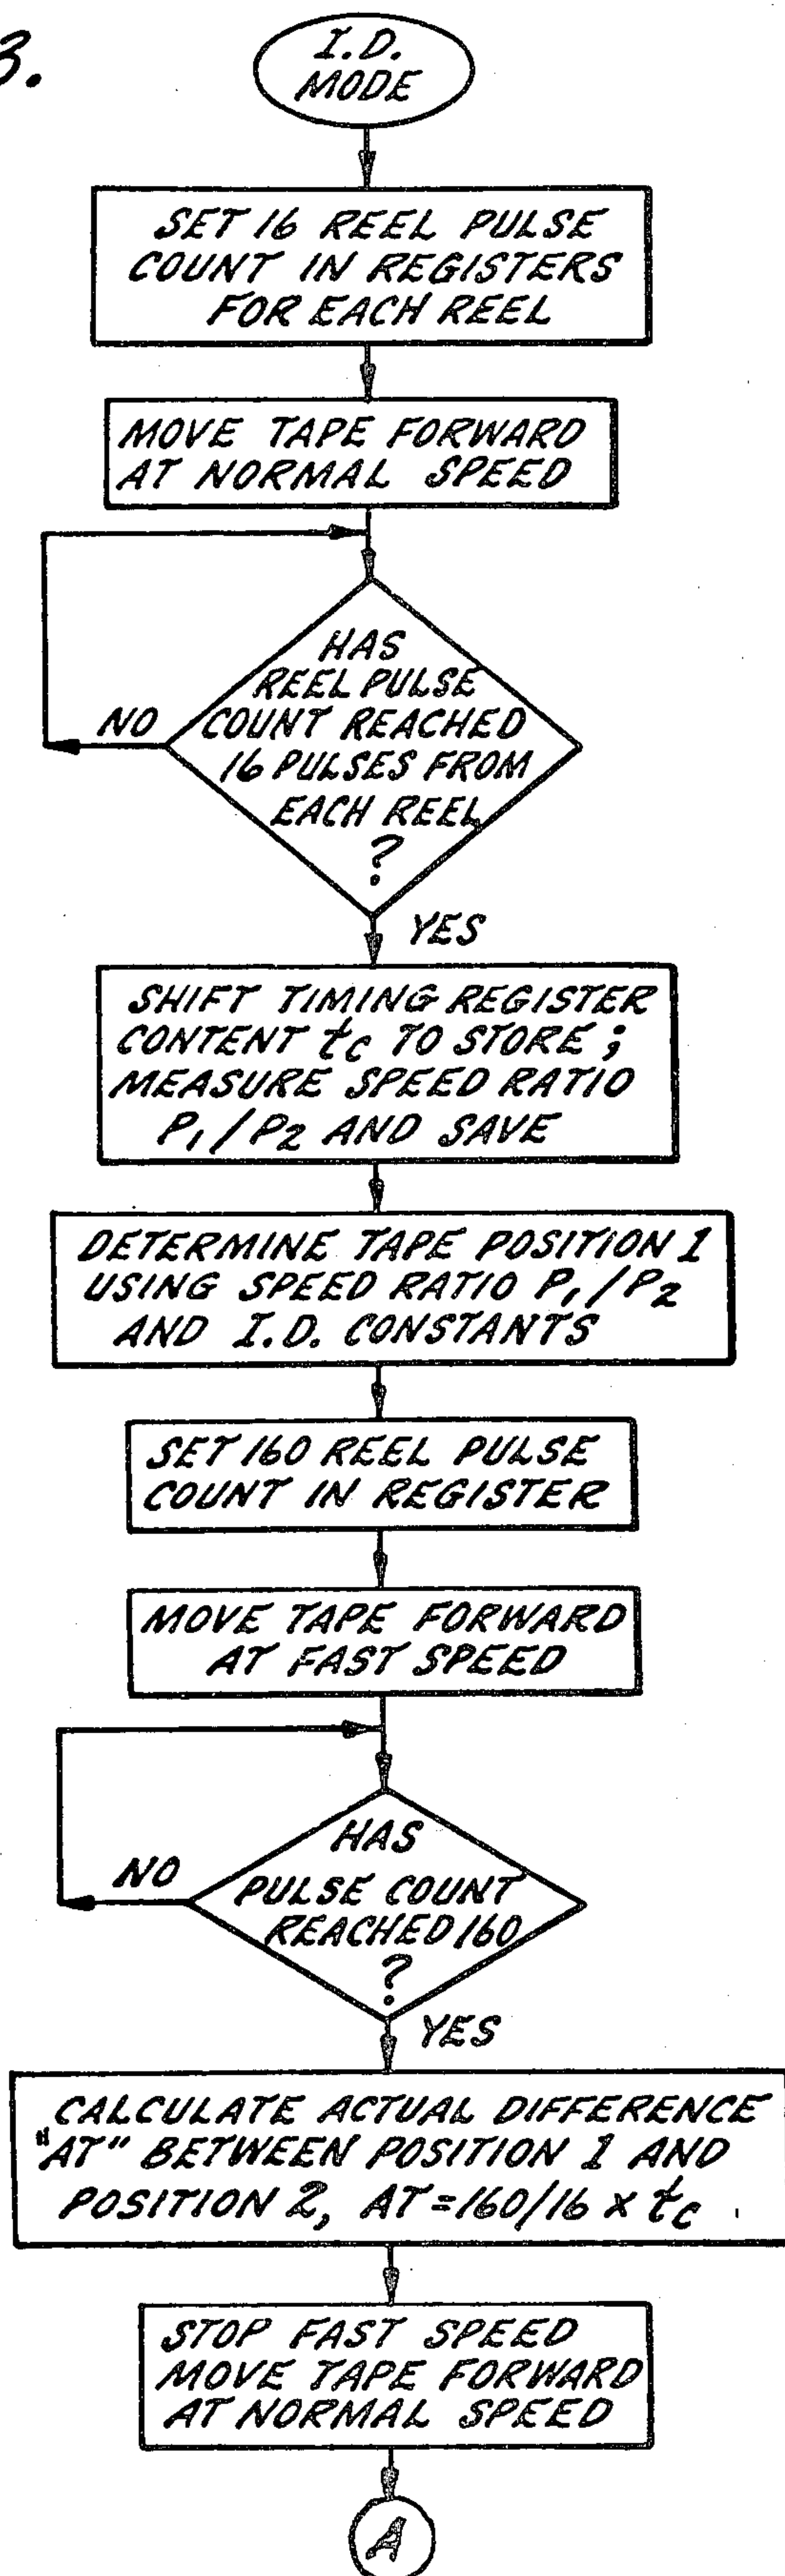 3.
I.D.
MODE
SET 16 REEL PULSE
COUNT IN REGISTERS
FOR EACH REEL
MOVE TAPE FORWARD
AT NORMAL SPEED
HAS
REEL PULSE
COUNT REACHED
16 PULSES FROM
EACH REEL
?
NO
YES
SHIFT TIMING REGISTER
CONTENT tc TO STORE;
MEASURE SPEED RATIO
P1/P2 AND SAVE
DETERMINE TAPE POSITION 1
USING SPEED RATIO P1/P2
AND I.D. CONSTANTS
SET 160 REEL PULSE
COUNT IN REGISTER
MOVE TAPE FORWARD
AT FAST SPEED
HAS
PULSE COUNT
REACHED 160
?
NO
YES
CALCULATE ACTUAL DIFFERENCE
"AT" BETWEEN POSITION 1 AND
POSITION 2, AT=160/16 x tc
STOP FAST SPEED
MOVE TAPE FORWARD
AT NORMAL SPEED
A